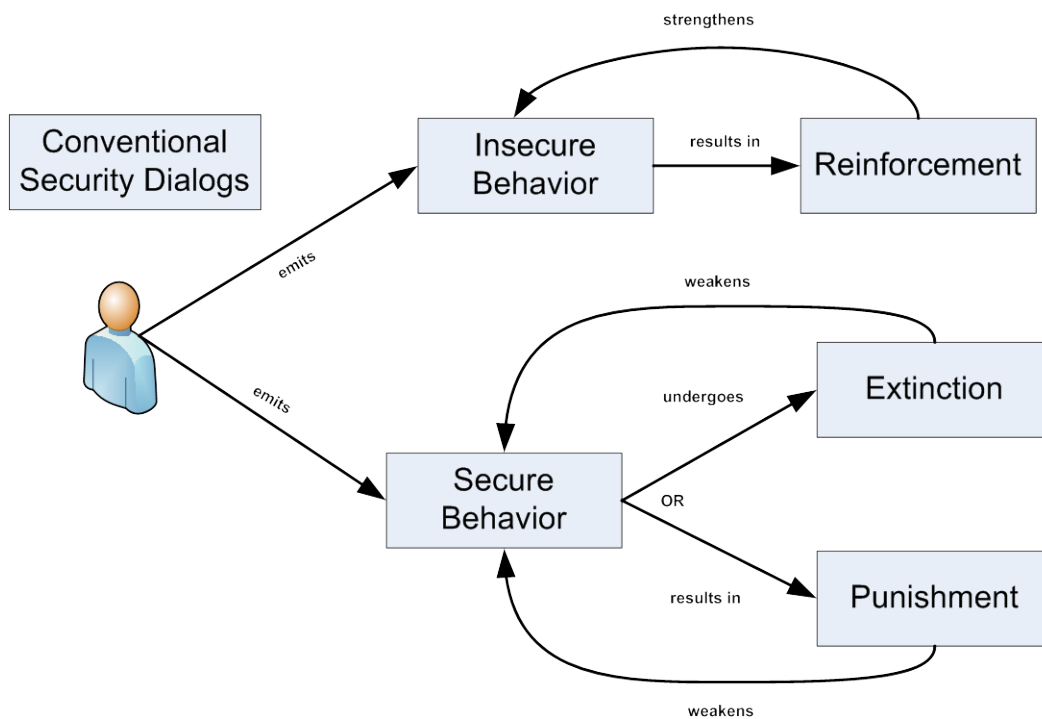 strengthens
Conventional
Security Dialogs
Insecure
Behavior
results in
Reinforcement
emits
weakens
emits
undergoes
Extinction
Secure
Behavior
OR
results in
Punishment
weakens